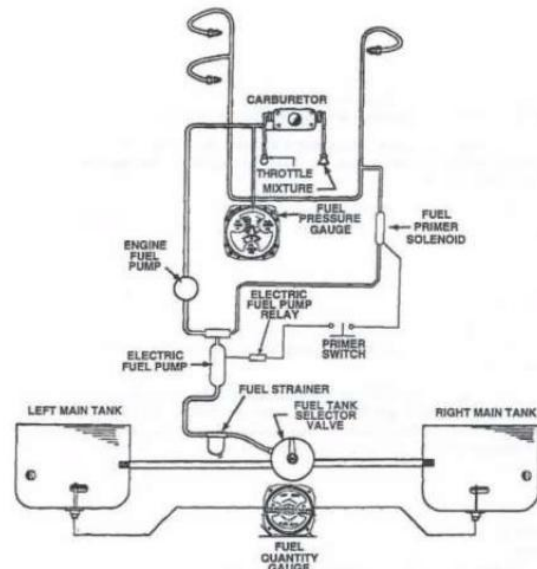 CARBURETOR
THROTTLE
MIXTURE
FUEL
PRESSURE
GAUGE
FUEL
PRIMER
SOLENOID
ENGINE
FUEL
PUMP
ELECTRIC
FUEL PUMP
RELAY
PRIMER
SWITCH
ELECTRIC
FUEL PUMP
FUEL STRAINER
FUEL TANK
SELECTOR
VALVE
LEFT MAIN TANK
RIGHT MAIN TANK
FUEL
QUANTITY
GAUGE